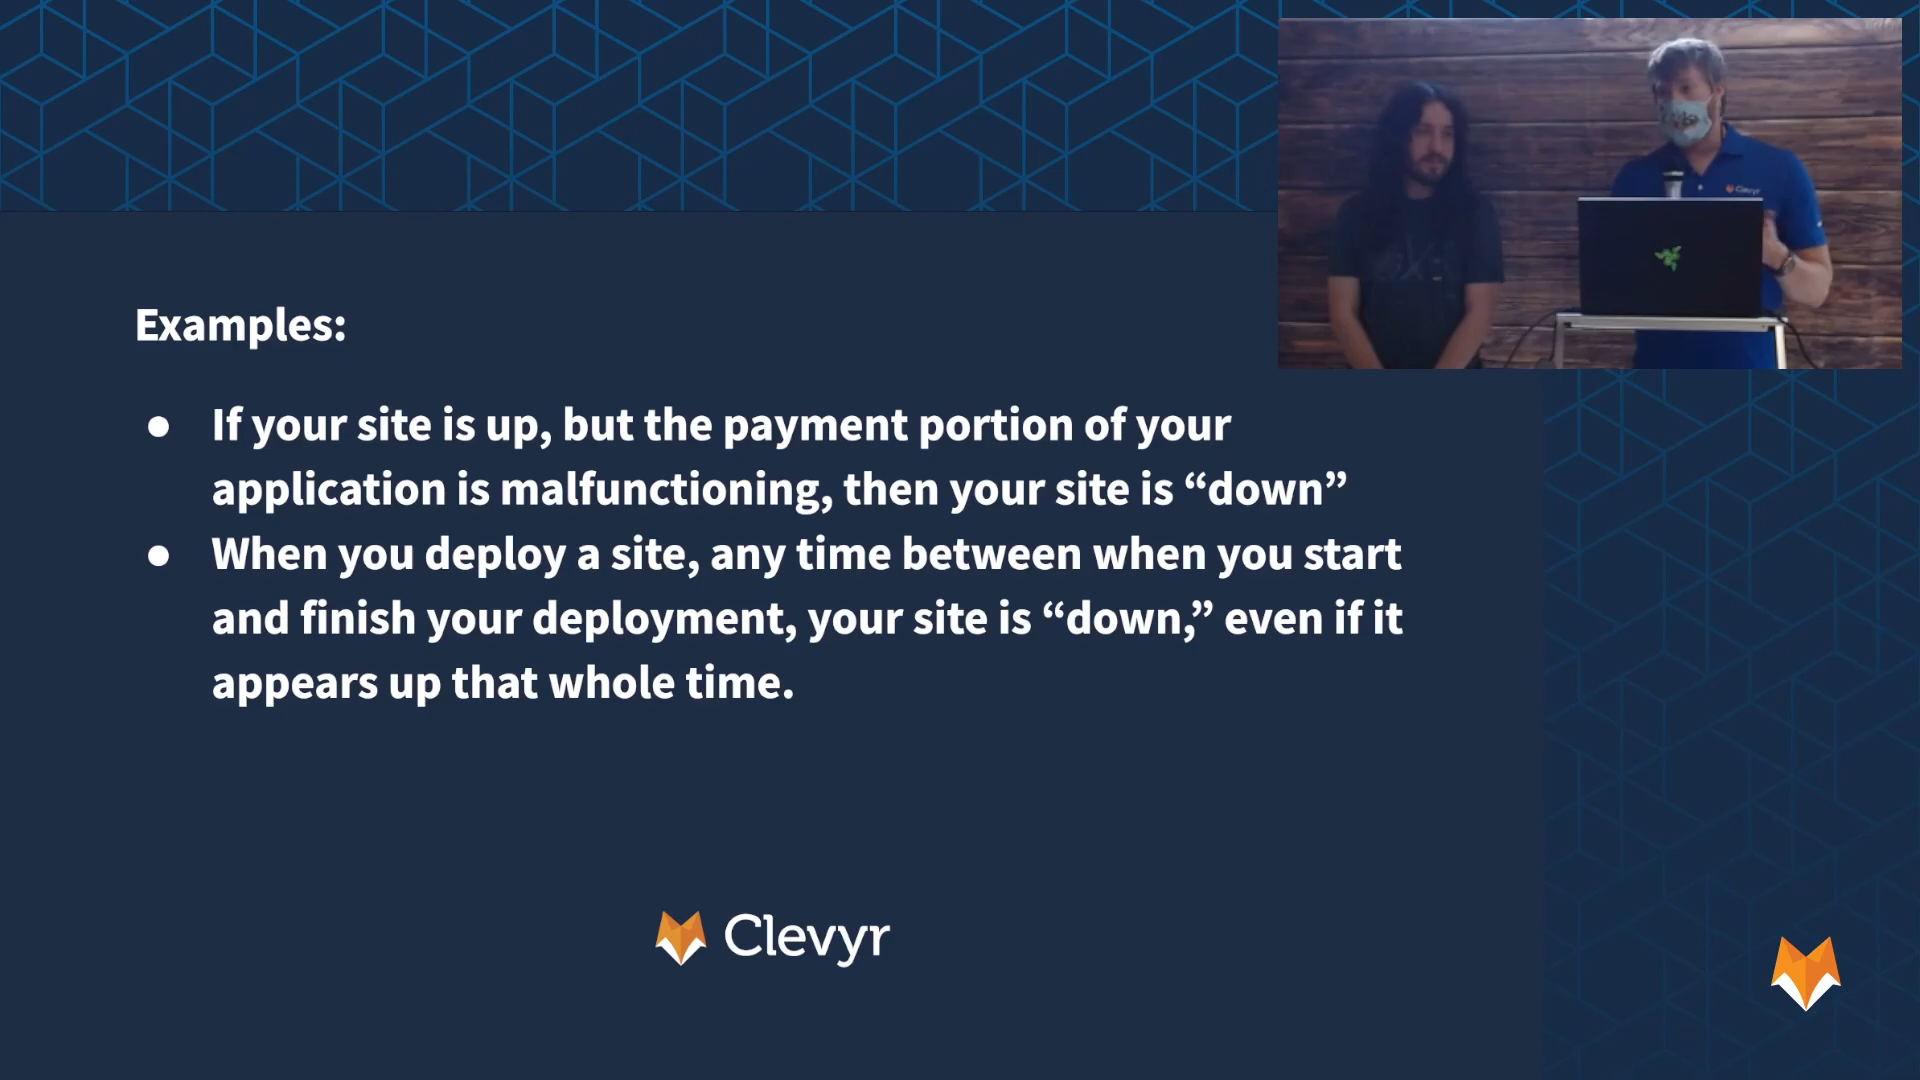 Examples:
● If your site is up, but the payment portion of your
application is malfunctioning, then your site is “down”
● When you deploy a site, any time between when you start
and finish your deployment, your site is “down,” even if it
appears up that whole time.
Clevyr
Clevyr